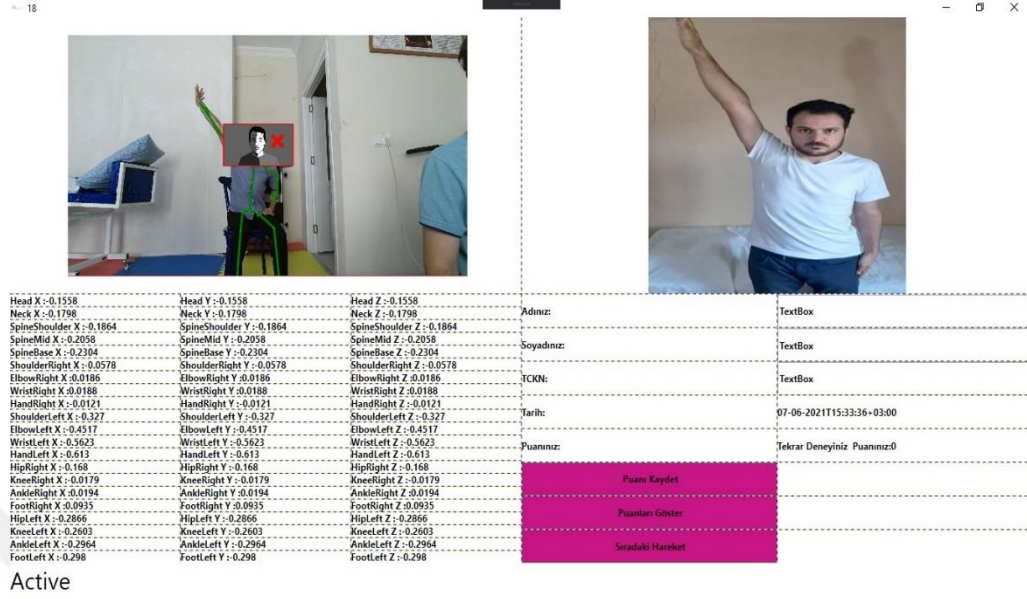 18
Head X :-0.1558 Head Y :-0.1558 Head Z :-0.1558
Neck X :-0.1798 Neck Y :-0.1798 Neck Z :-0.1798
SpineShoulder X :-0.1864 SpineShoulder Y :-0.1864 SpineShoulder Z :-0.1864
SpineMid X :-0.2058 SpineMid Y :-0.2058 SpineMid Z :-0.2058
SpineBase X :-0.2304 SpineBase Y :-0.2304 SpineBase Z :-0.2304
ShoulderRight X :-0.0578 ShoulderRight Y :-0.0578 ShoulderRight Z :-0.0578
ElbowRight X :0.0186 ElbowRight Y :0.0186 ElbowRight Z :0.0186
WristRight X :0.0188 WristRight Y :0.0188 WristRight Z :0.0188
HandRight X :-0.0121 HandRight Y :-0.0121 HandRight Z :-0.0121
ShoulderLeft X :-0.327 ShoulderLeft Y :-0.327 ShoulderLeft Z :-0.327
ElbowLeft X :-0.4517 ElbowLeft Y :-0.4517 ElbowLeft Z :-0.4517
WristLeft X :-0.5623 WristLeft Y :-0.5623 WristLeft Z :-0.5623
HandLeft X :-0.613 HandLeft Y :-0.613 HandLeft Z :-0.613
HipRight X :-0.168 HipRight Y :-0.168 HipRight Z :-0.168
KneeRight X :-0.0179 KneeRight Y :-0.0179 KneeRight Z :-0.0179
AnkleRight X :0.0194 AnkleRight Y :0.0194 AnkleRight Z :0.0194
FootRight X :0.0935 FootRight Y :0.0935 FootRight Z :0.0935
HipLeft X :-0.2866 HipLeft Y :-0.2866 HipLeft Z :-0.2866
KneeLeft X :-0.2603 KneeLeft Y :-0.2603 KneeLeft Z :-0.2603
AnkleLeft X :-0.2964 AnkleLeft Y :-0.2964 AnkleLeft Z :-0.2964
FootLeft X :-0.298 FootLeft Y :-0.298 FootLeft Z :-0.298
Adınız: TextBox
Soyadınız: TextBox
TCKN: TextBox
Tarih: 07-06-2021T15:33:36+03:00
Puanınız: Tekrar Deneyiniz Puanınız:0
Puanı Kaydet
Puanları Göster
Sıradaki Hareket
Active